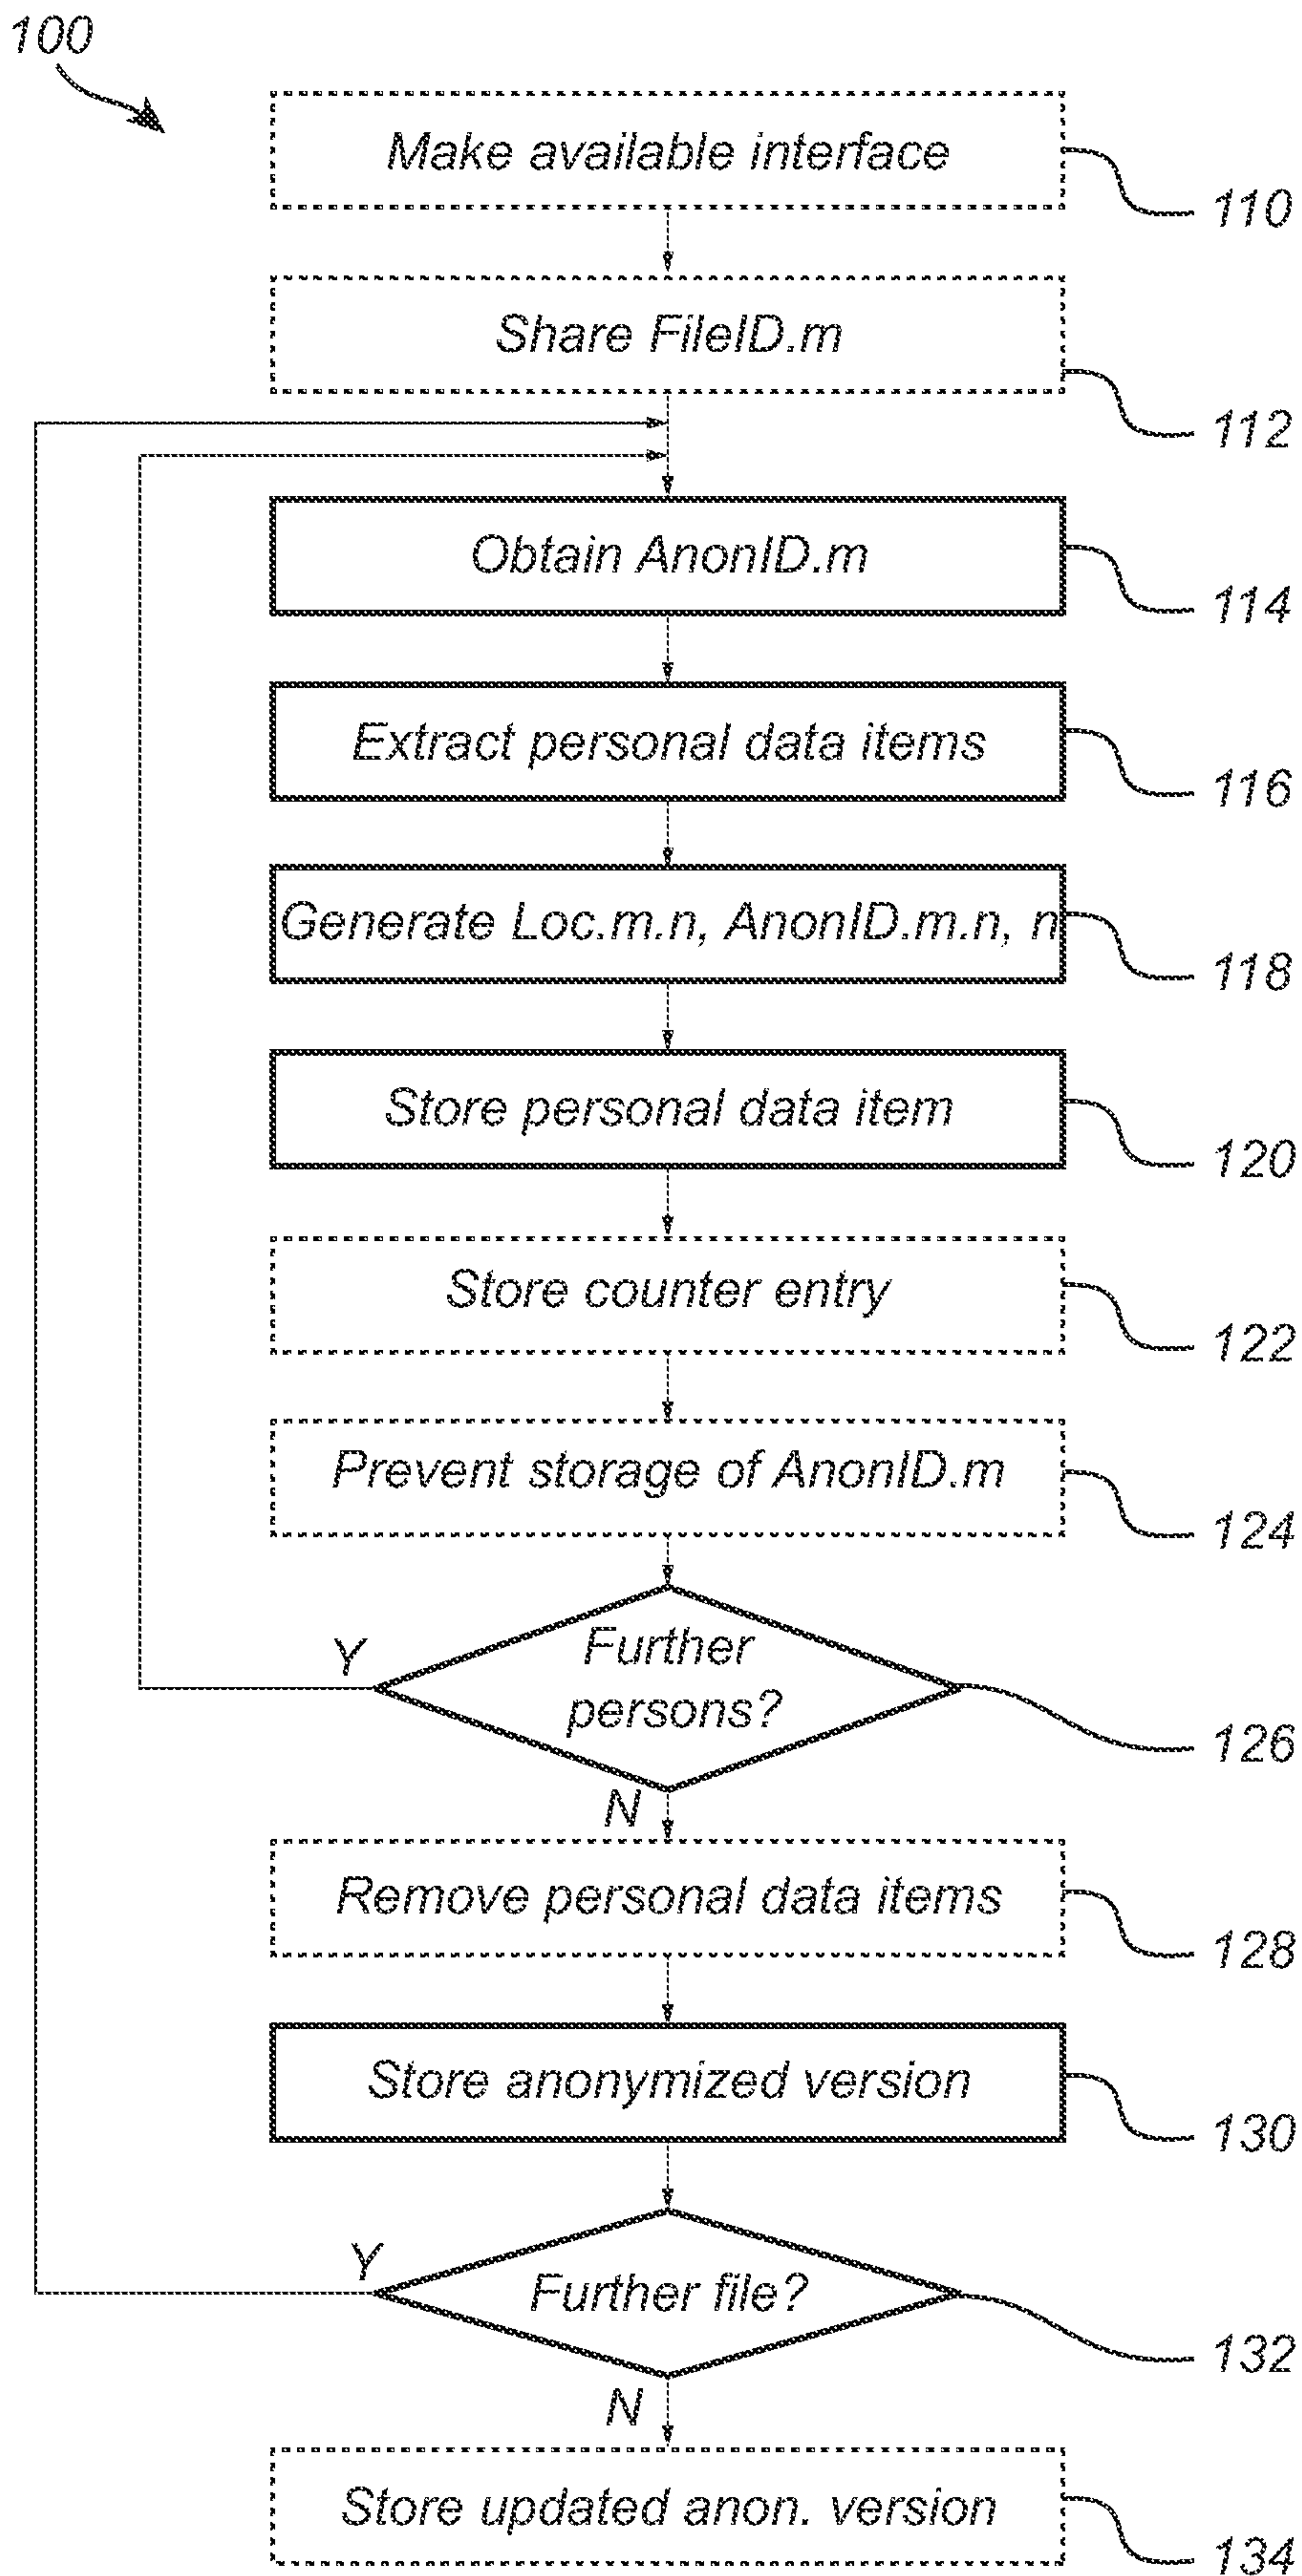 100
Make available interface
110
Share FileID.m
112
Obtain AnonID.m
114
Extract personal data items
116
Generate Loc.m.n, AnonID.m.n, n
118
Store personal data item
120
Store counter entry
122
Prevent storage of AnonID.m
124
Y
Further
persons?
126
N
Remove personal data items
128
Store anonymized version
130
Y
Further file?
132
N
Store updated anon. version
134